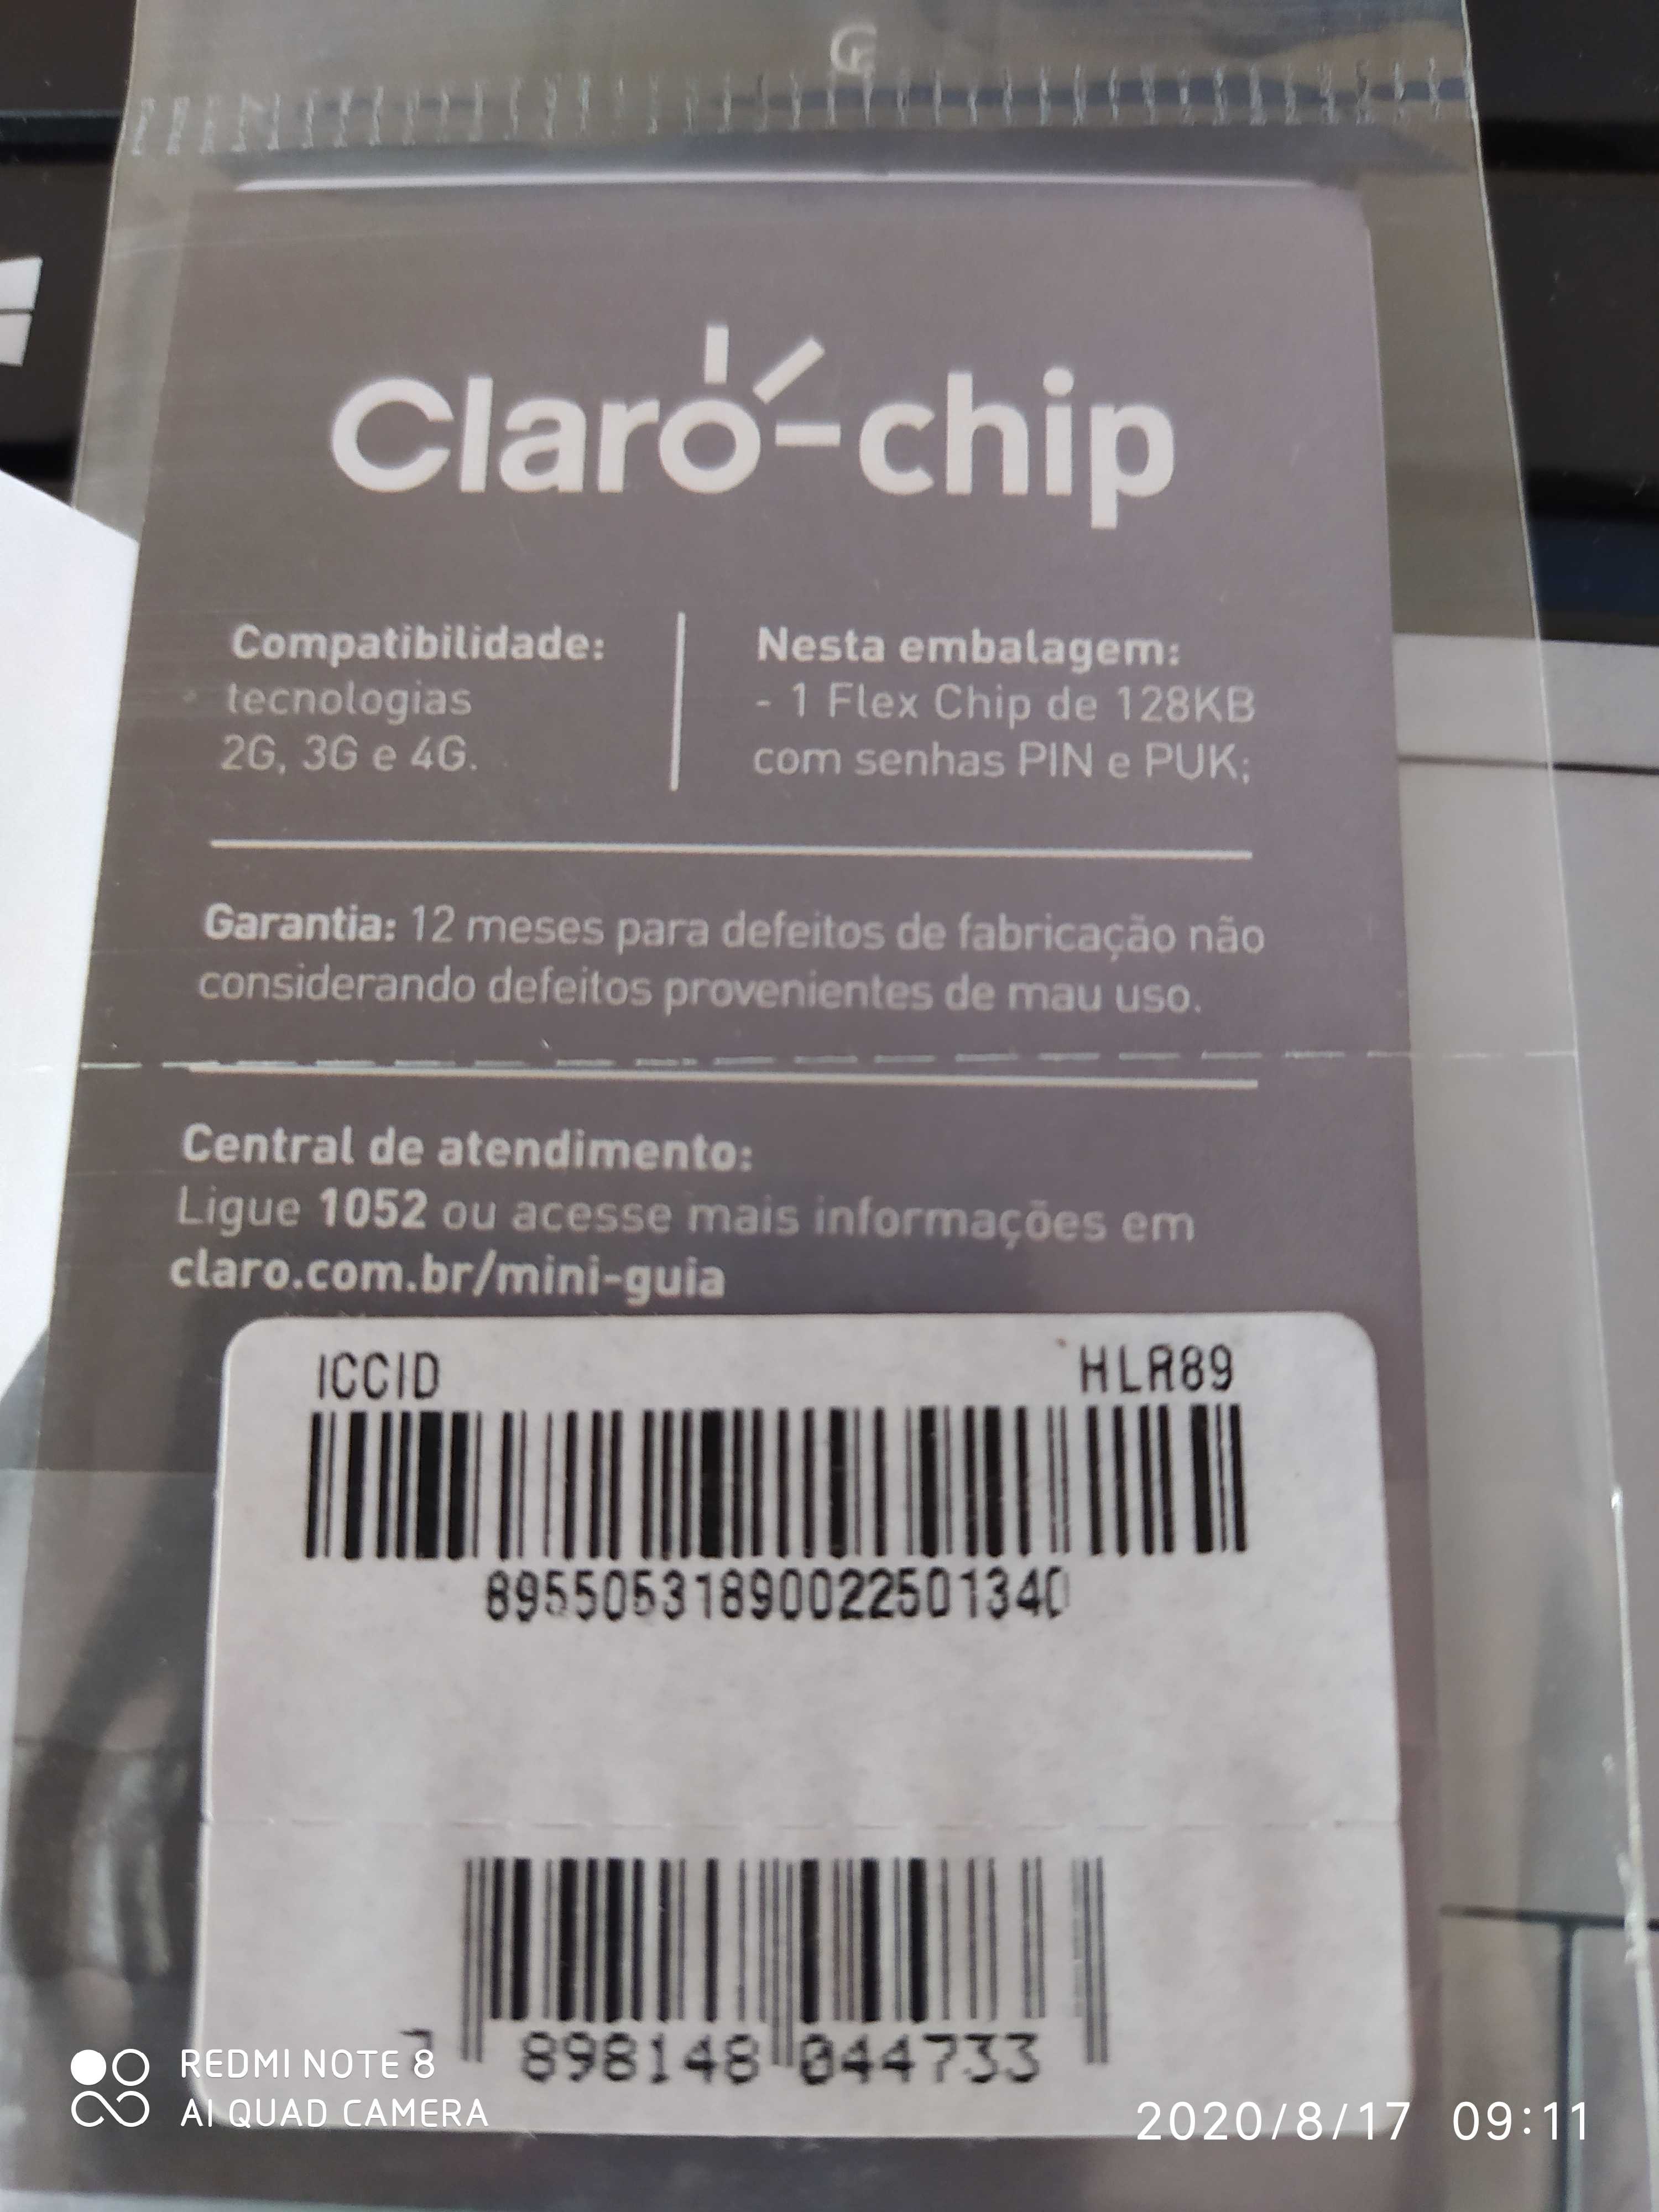 Claro-chip
Compatibilidade:
tecnologias
2G, 3G e 4G.
Nesta embalagem:
- 1 Flex Chip de 128KB
com senhas PIN e PUK;
Garantia: 12 meses para defeitos de fabricação não
considerando defeitos provenientes de mau uso.
Central de atendimento:
Ligue 1052 ou acesse mais informações em
claro.com.br/mini-guia
ICCID HLR89
89550531890022501340
7 898148 044733
REDMI NOTE 8
AI QUAD CAMERA
2020/8/17 09:11